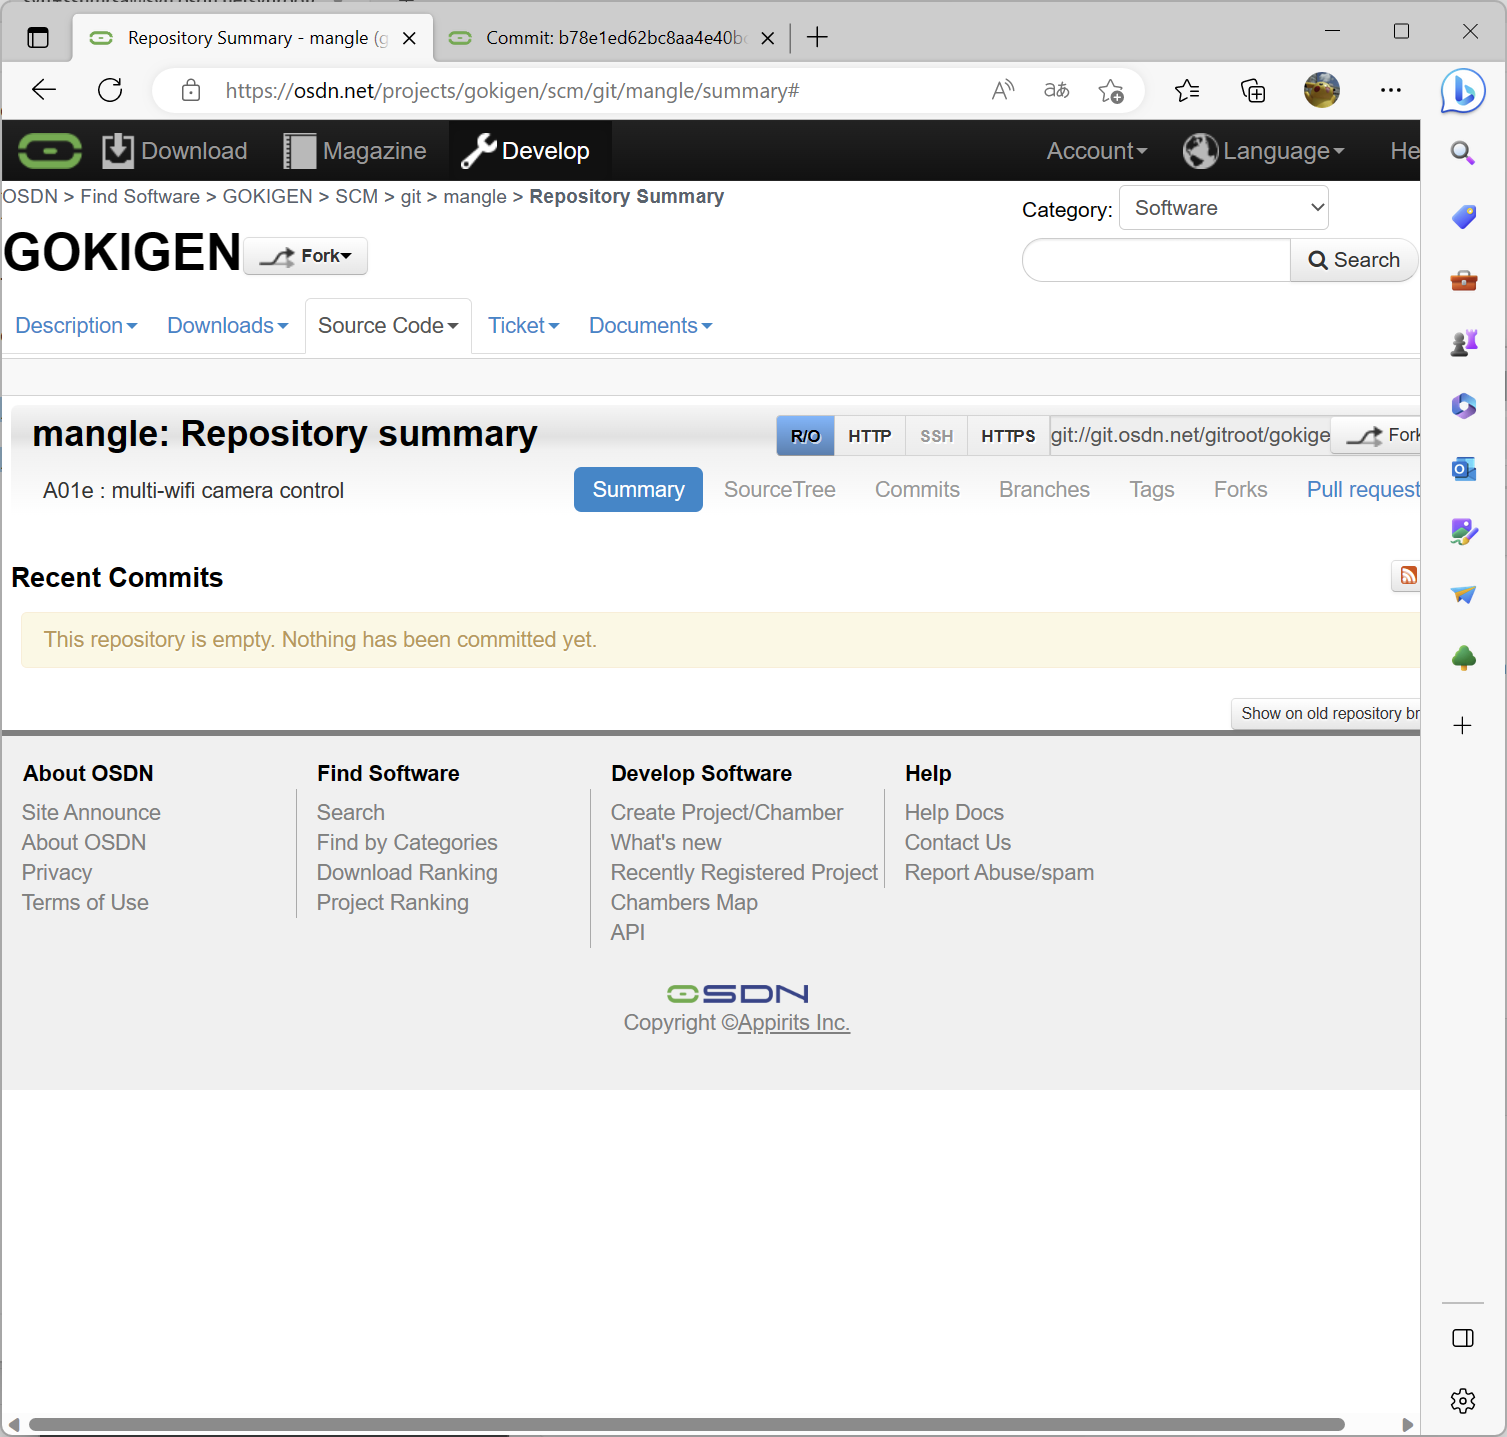 Repository Summary - mangle (g
Commit: b78e1ed62bc8aa4e40b
https://osdn.net/projects/gokigen/scm/git/mangle/summary#
Download
Magazine
Develop
Account
Language
He
OSDN > Find Software > GOKIGEN > SCM > git > mangle > Repository Summary
Category:
Software
GOKIGEN
Fork
Search
Description
Downloads
Source Code
Ticket
Documents
mangle: Repository summary
R/O
HTTP
SSH
HTTPS
git://git.osdn.net/gitroot/gokige
Fork
A01e : multi-wifi camera control
Summary
SourceTree
Commits
Branches
Tags
Forks
Pull request
Recent Commits
This repository is empty. Nothing has been committed yet.
Show on old repository br
About OSDN
Site Announce
About OSDN
Privacy
Terms of Use
Find Software
Search
Find by Categories
Download Ranking
Project Ranking
Develop Software
Create Project/Chamber
What's new
Recently Registered Project
Chambers Map
API
Help
Help Docs
Contact Us
Report Abuse/spam
OSDN
Copyright ©Appirits Inc.